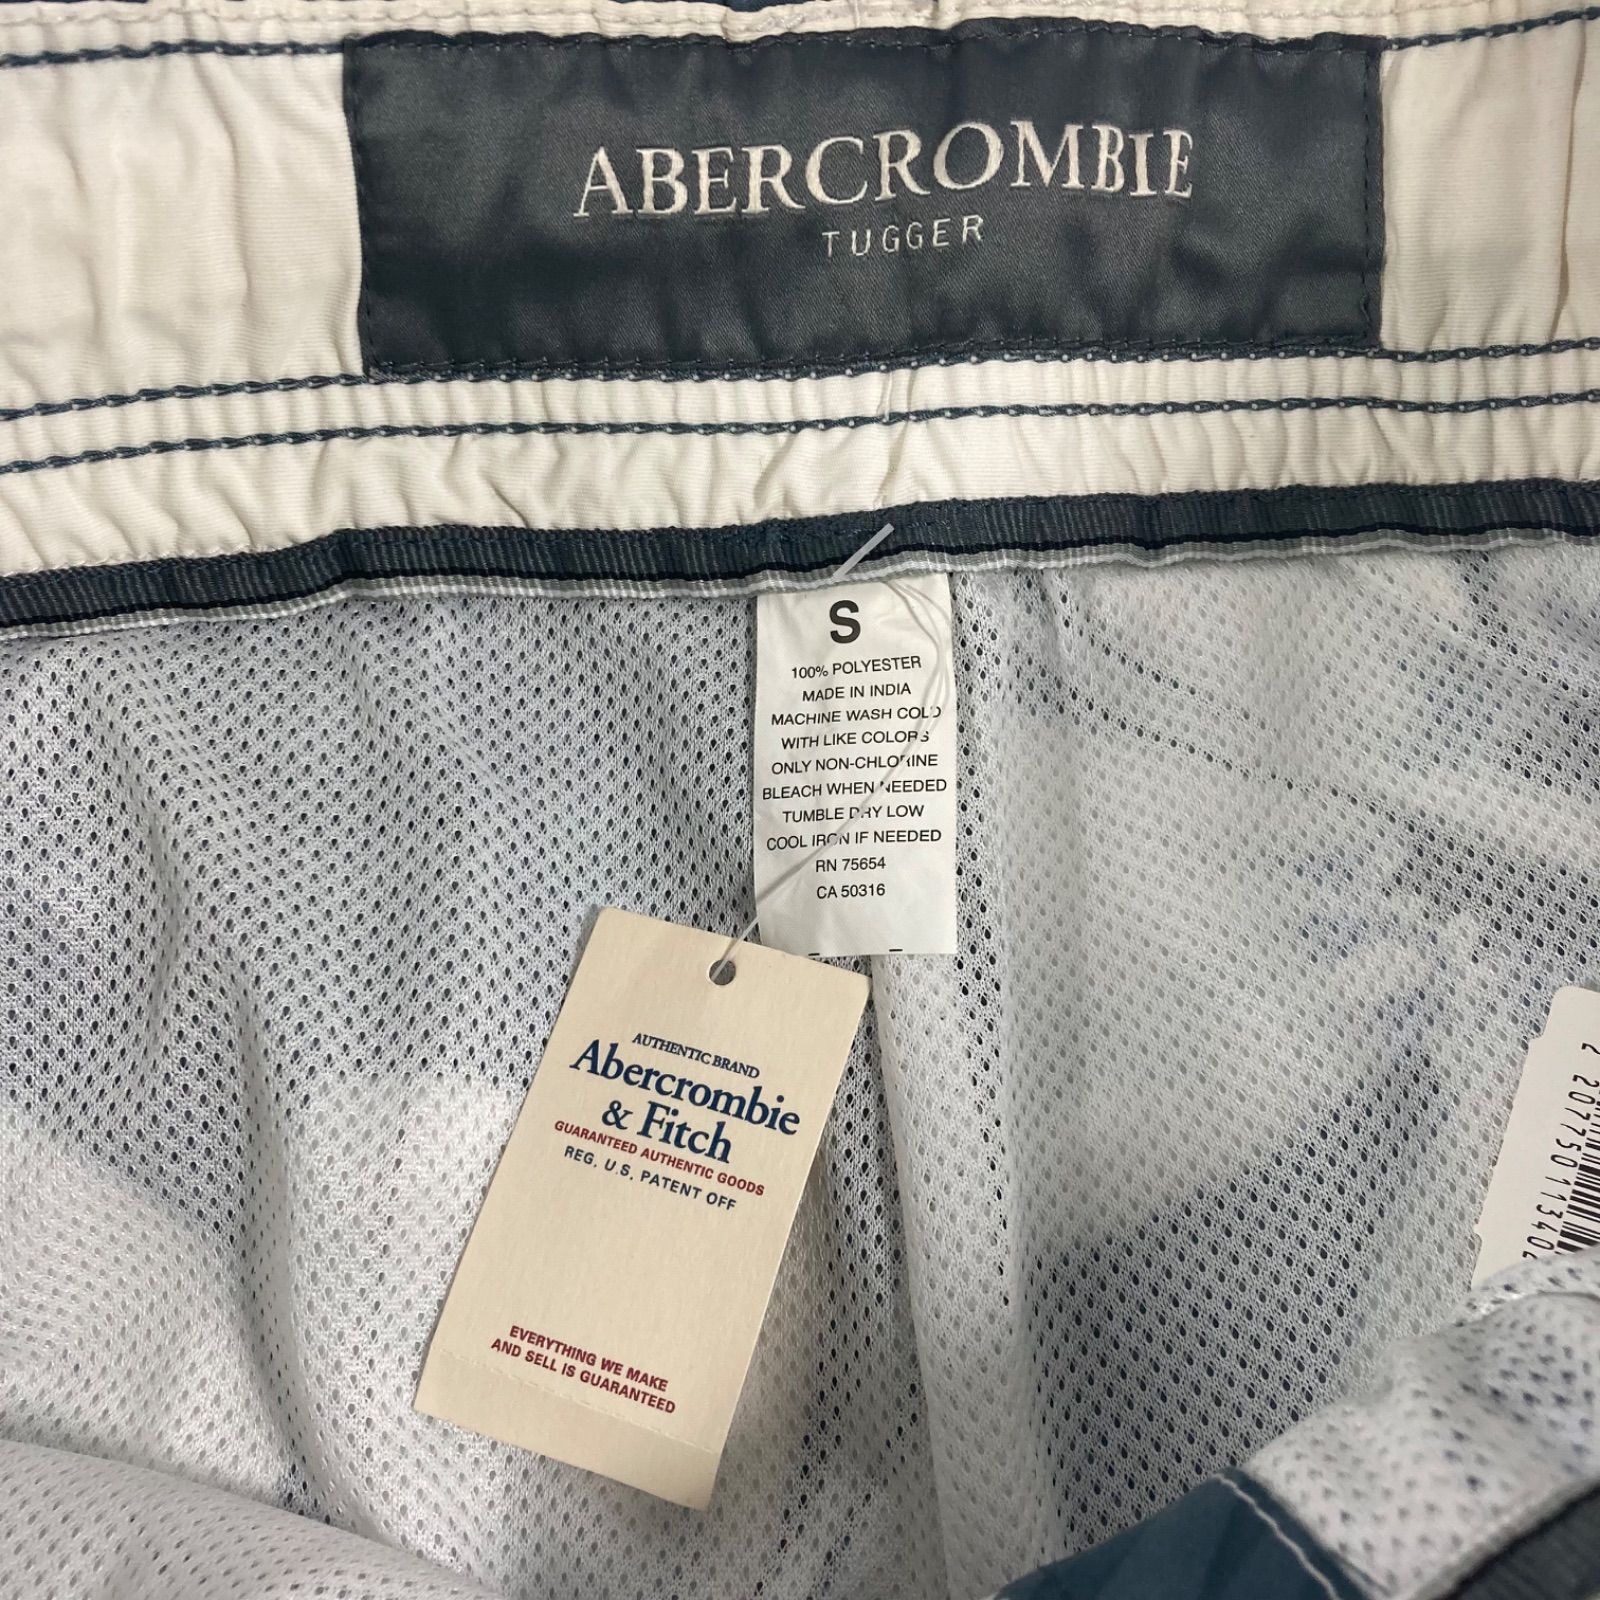 ABERCROMBIE
TUGGER
S
100% POLYESTER
MADE IN INDIA
MACHINE WASH COLD
WITH LIKE COLORS
ONLY NON-CHLORINE
BLEACH WHEN NEEDED
TUMBLE DRY LOW
COOL IRON IF NEEDED
RN 75654
CA 50316
AUTHENTIC BRAND
Abercrombie
& Fitch
GUARANTEED AUTHENTIC GOODS
REG. U.S. PATENT OFF
EVERYTHING WE MAKE
AND SELL IS GUARANTEED